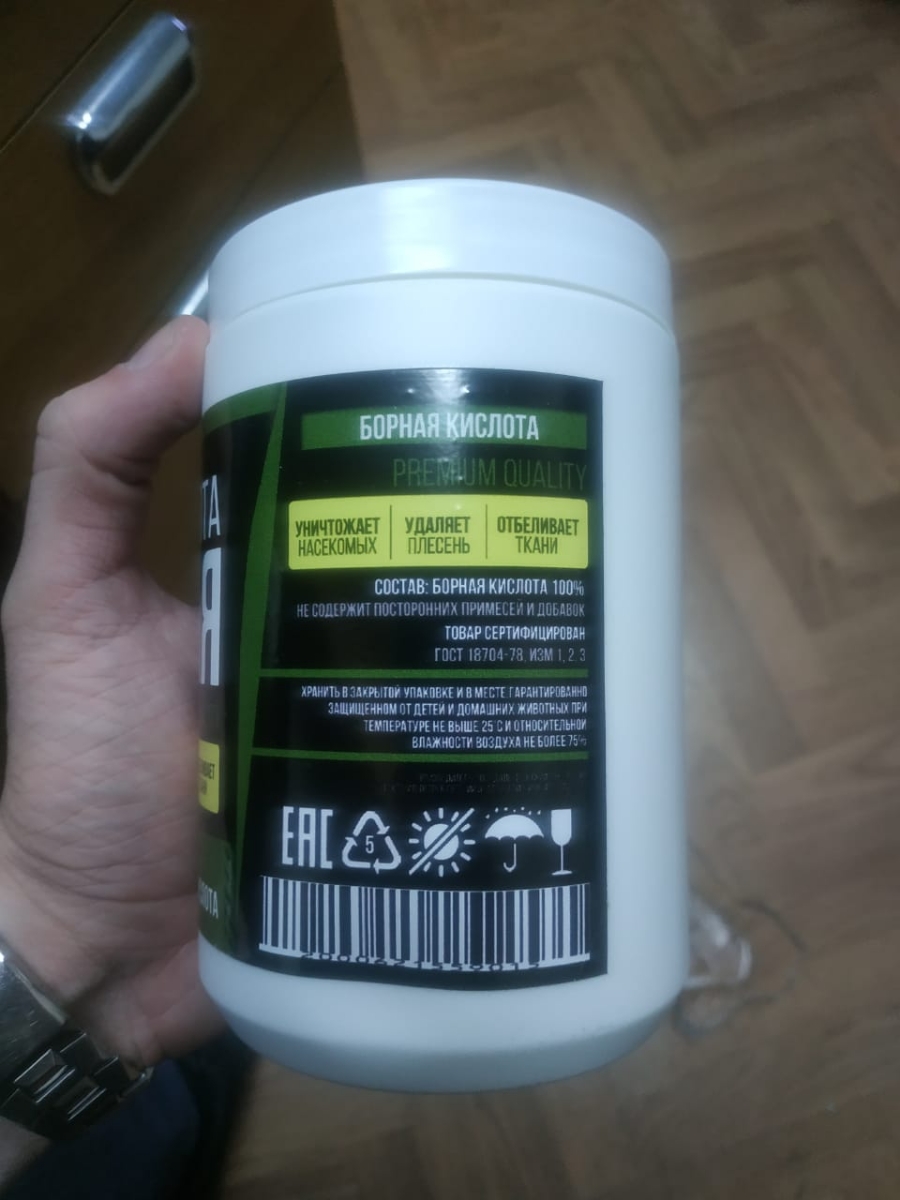 БОРНАЯ КИСЛОТА
PREMIUM QUALITY
УНИЧТОЖАЕТ НАСЕКОМЫХ
УДАЛЯЕТ ПЛЕСЕНЬ
ОТБЕЛИВАЕТ ТКАНИ
СОСТАВ: БОРНАЯ КИСЛОТА 100%
НЕ СОДЕРЖИТ ПОСТОРОННИХ ПРИМЕСЕЙ И ДОБАВОК
ТОВАР СЕРТИФИЦИРОВАН
ГОСТ 18704-78, ИЗМ 1, 2, 3
ХРАНИТЬ В ЗАКРЫТОЙ УПАКОВКЕ И В МЕСТЕ ГАРАНТИРОВАННО
ЗАЩИЩЕННОМ ОТ ДЕТЕЙ И ДОМАШНИХ ЖИВОТНЫХ ПРИ
ТЕМПЕРАТУРЕ НЕ ВЫШЕ 25 С И ОТНОСИТЕЛЬНОЙ
ВЛАЖНОСТИ ВОЗДУХА НЕ БОЛЕЕ 75%
EAC
5